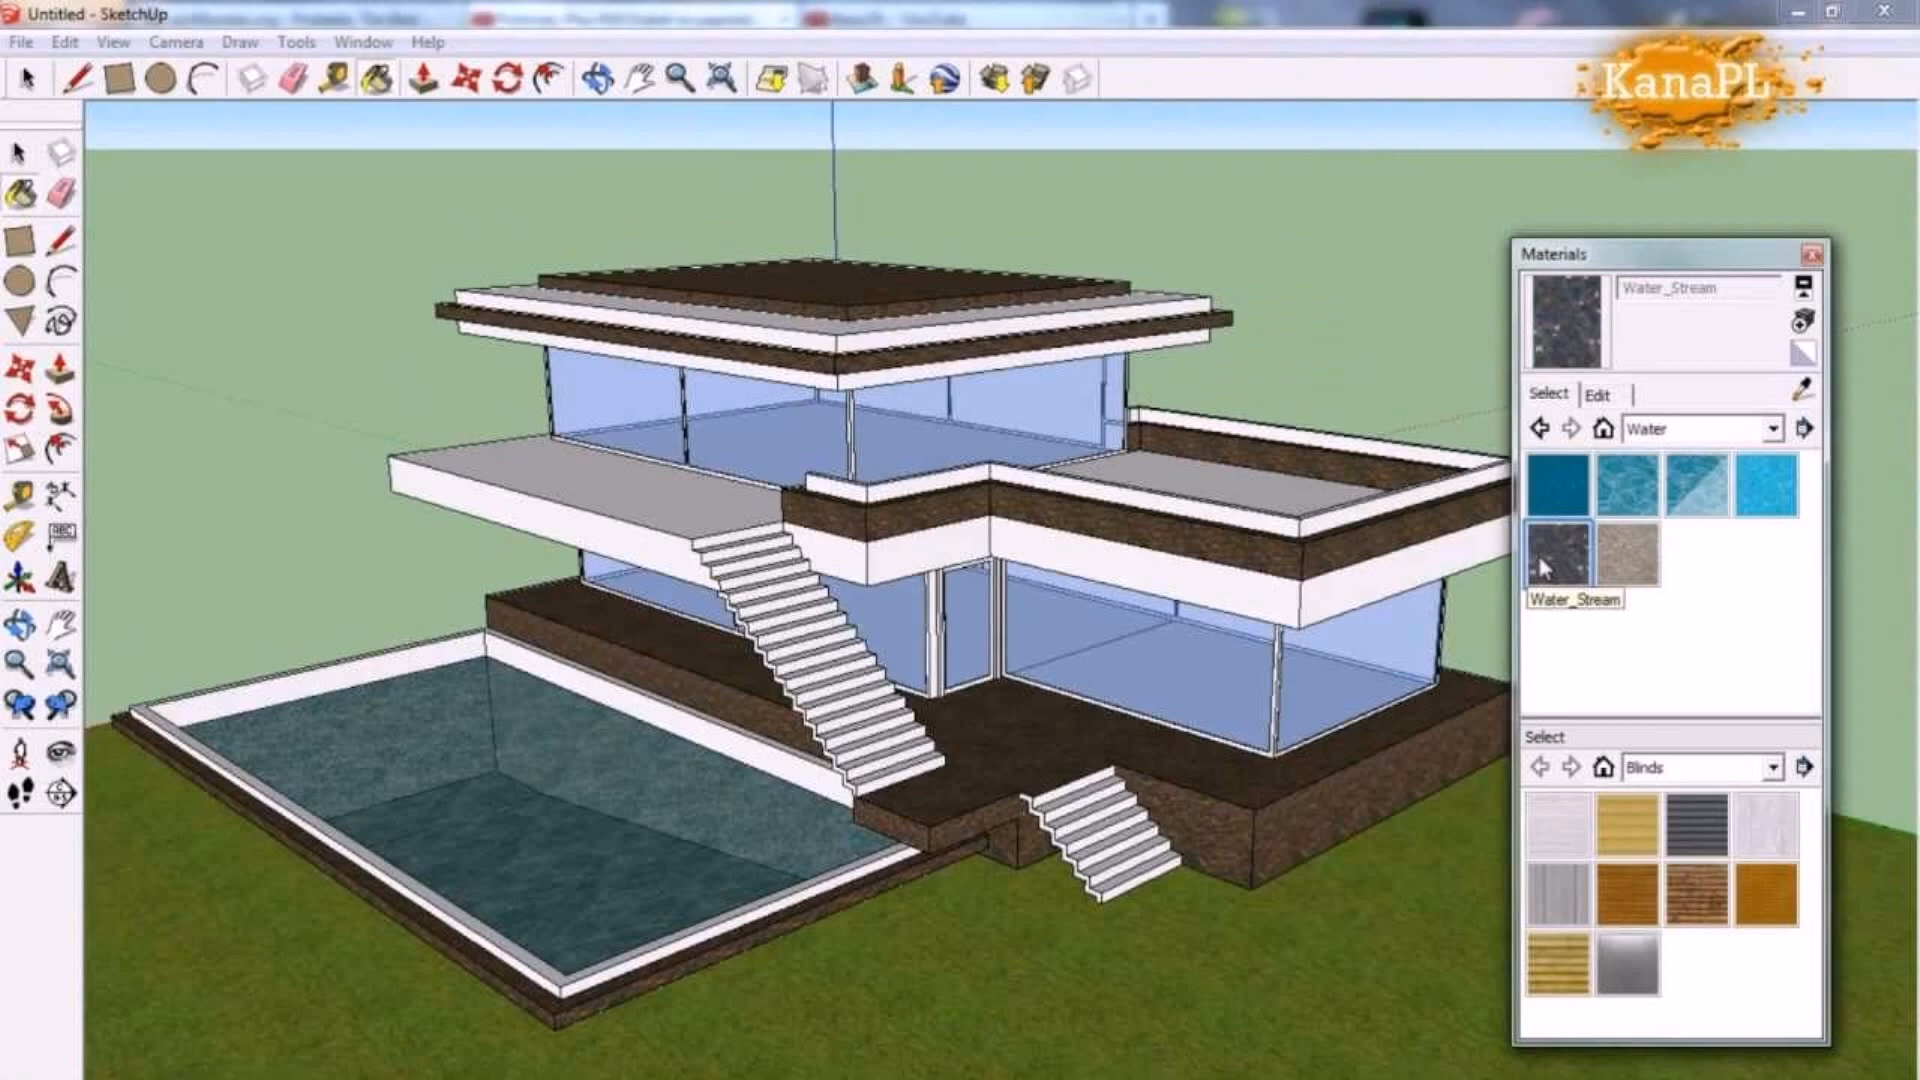 Untitled - SketchUp
File Edit View Camera Draw Tools Window Help
KanaPL
Materials
Water_Stream
Select Edit
Water
Water_Stream
Select
Blinds
ABC